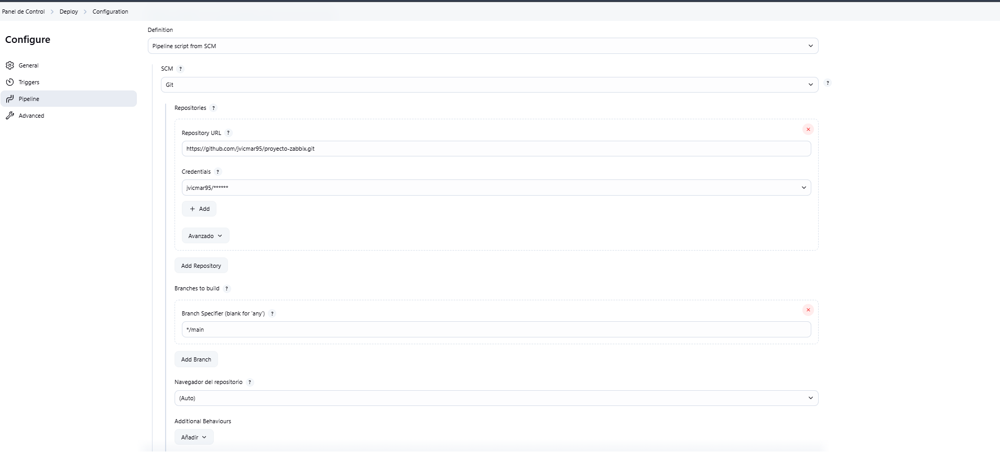 Panel de Control > Deploy > Configuration
Configure
General
Triggers
Pipeline
Advanced
Definition
Pipeline script from SCM
SCM ?
Git
?
Repositories ?
Repository URL ?
https://github.com/jvicmar95/proyecto-zabbix.git
Credentials ?
jvicmar95/******
+ Add
Avanzado
Add Repository
Branches to build ?
Branch Specifier (blank for 'any') ?
*/main
Add Branch
Navegador del repositorio ?
(Auto)
Additional Behaviours
Añadir